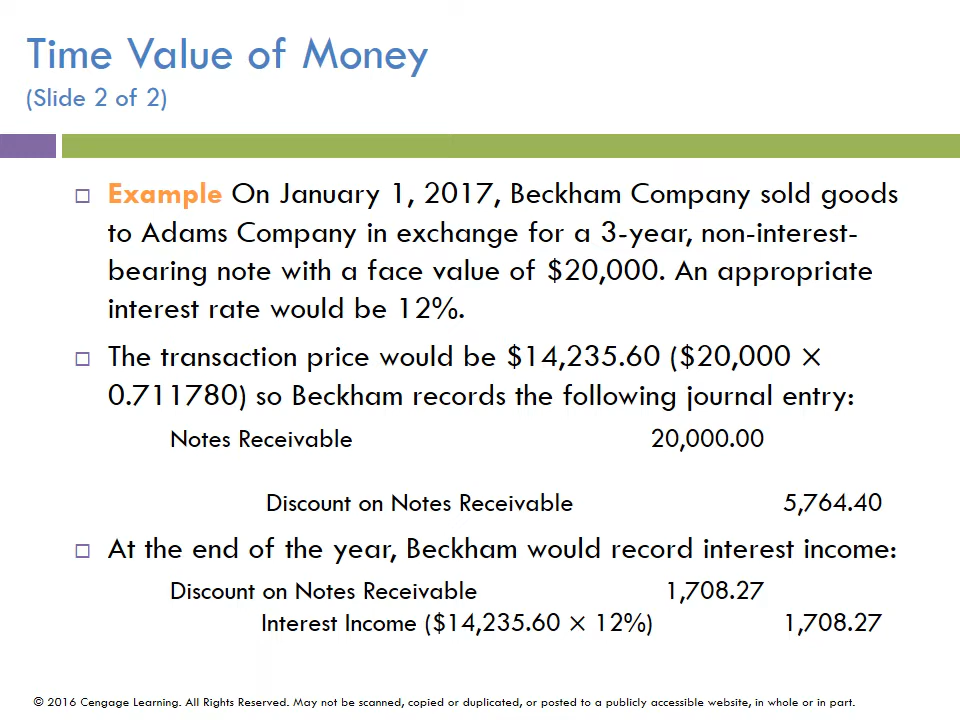 Time Value of Money
(Slide 2 of 2)
Example On January 1, 2017, Beckham Company sold goods
to Adams Company in exchange for a 3-year, non-interest-
bearing note with a face value of $20,000. An appropriate
interest rate would be 12%.
The transaction price would be $14,235.60 ($20,000 ×
0.711780) so Beckham records the following journal entry:
Notes Receivable 20,000.00
Discount on Notes Receivable 5,764.40
At the end of the year, Beckham would record interest income:
Discount on Notes Receivable 1,708.27
Interest Income ($14,235.60 × 12%) 1,708.27
© 2016 Cengage Learning. All Rights Reserved. May not be scanned, copied or duplicated, or posted to a publicly accessible website, in whole or in part.